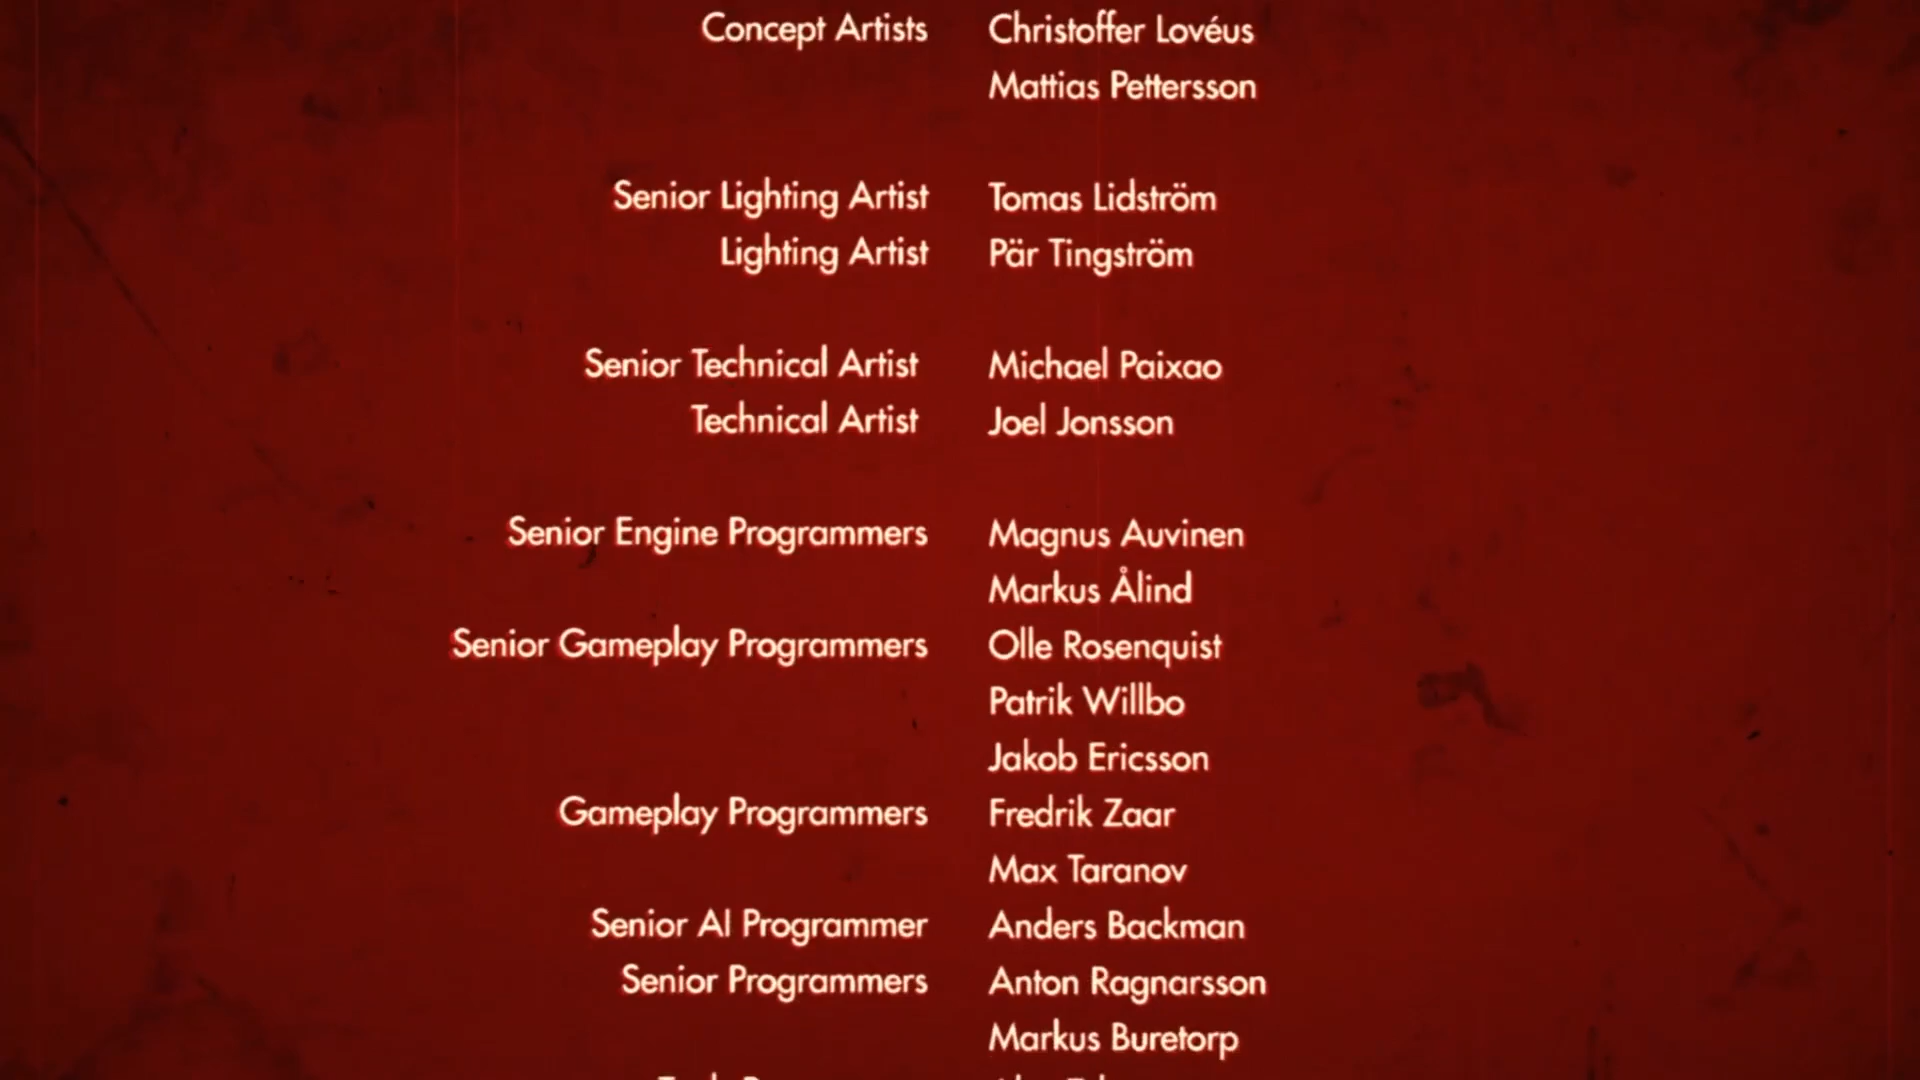 Concept Artists Christoffer Lovéus
Mattias Pettersson
Senior Lighting Artist Tomas Lidström
Lighting Artist Pär Tingström
Senior Technical Artist Michael Paixao
Technical Artist Joel Jonsson
Senior Engine Programmers Magnus Auvinen
Markus Ålind
Senior Gameplay Programmers Olle Rosenquist
Patrik Willbo
Jakob Ericsson
Gameplay Programmers Fredrik Zaar
Max Taranov
Senior AI Programmer Anders Backman
Senior Programmers Anton Ragnarsson
Markus Buretorp